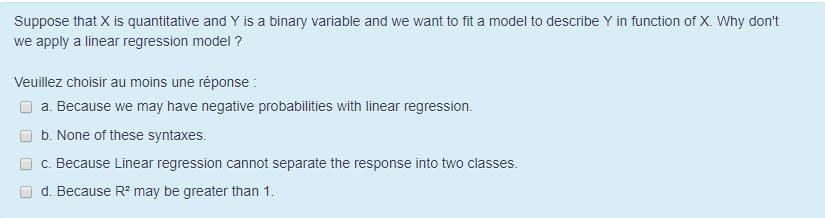 Suppose that X is quantitative and Y is a binary variable and we want to fit a model to describe Y in function of X. Why don't
we apply a linear regression model ?
Veuillez choisir au moins une réponse :
a. Because we may have negative probabilities with linear regression.
b. None of these syntaxes.
c. Because Linear regression cannot separate the response into two classes.
d. Because R² may be greater than 1.